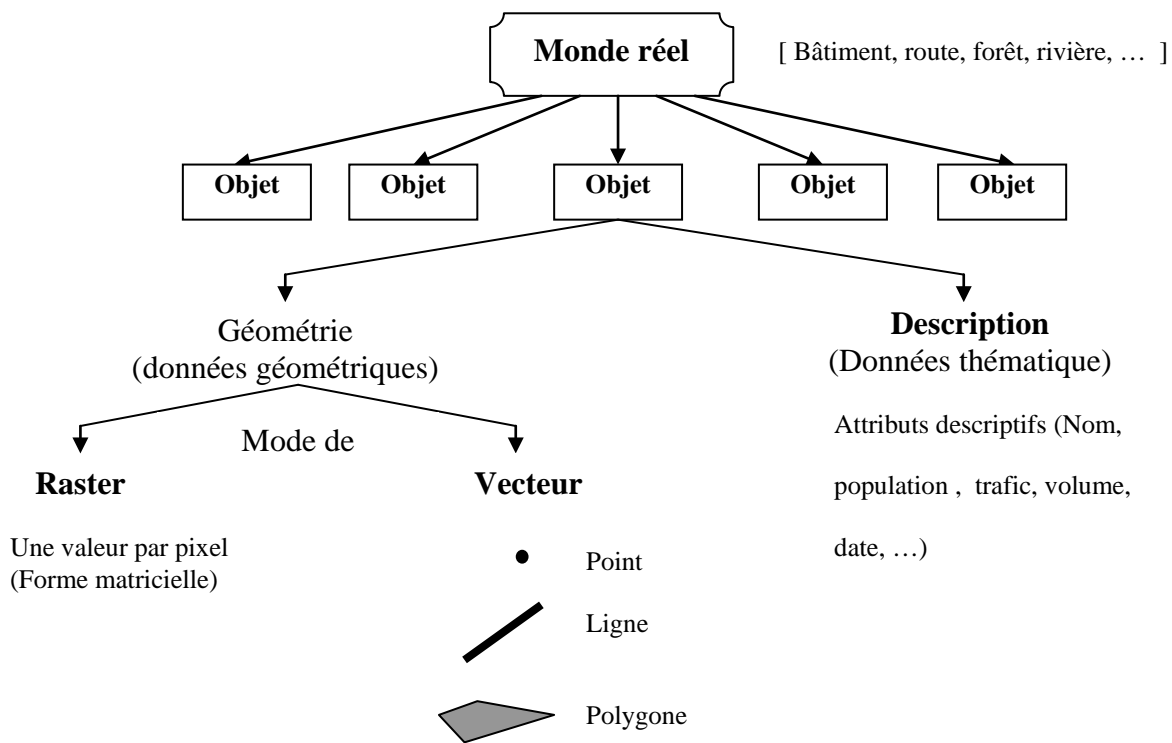 Monde réel
[ Bâtiment, route, forêt, rivière, … ]
Objet
Objet
Objet
Objet
Objet
Géométrie
(données géométriques)
Description
(Données thématique)
Mode de
Raster
Vecteur
Attributs descriptifs (Nom,
population , trafic, volume,
date, …)
Une valeur par pixel
(Forme matricielle)
Point
Ligne
Polygone